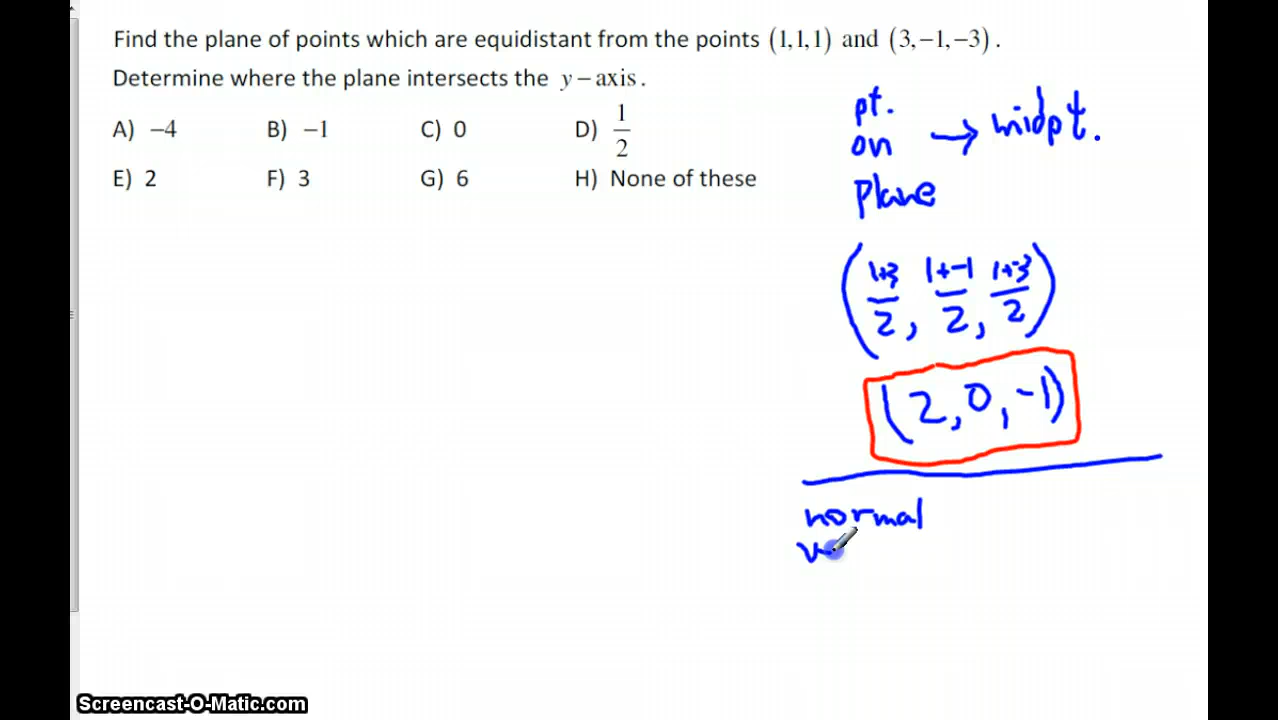 Find the plane of points which are equidistant from the points (1,1,1) and (3,−1,−3).
Determine where the plane intersects the y−axis.
A) −4 B) −1 C) 0 D) 1/2
E) 2 F) 3 G) 6 H) None of these
pt.
on → midpt.
plane
(1+3/2, 1+-1/2, 1+-3/2)
(2, 0, -1)
normal
Screencast-O-Matic.com